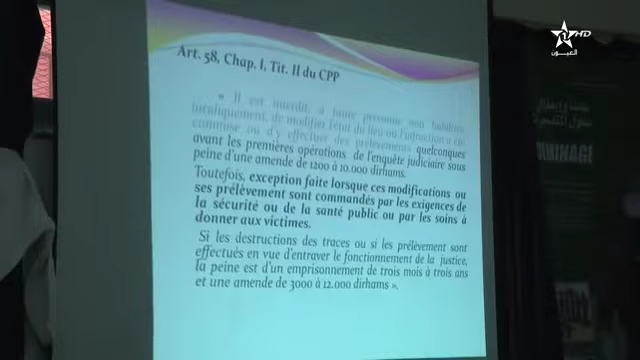 Art. 58, Chap. I, Tit. II du CPP
« Il est interdit, à toute personne non habilitée
juridiquement, de modifier l'état du lieu où l'infraction a été
commise ou d'y effectuer des prélèvements quelconques
avant les premières opérations de l'enquête judiciaire sous
peine d'une amende de 1200 à 10.000 dirhams.
Toutefois, exception faite lorsque ces modifications ou
ses prélèvement sont commandés par les exigences de
la sécurité ou de la santé public ou par les soins à
donner aux victimes.
Si les destructions des traces ou si les prélèvement sont
effectués en vue d'entraver le fonctionnement de la justice,
la peine est d'un emprisonnement de trois mois à trois ans
et une amende de 3000 à 12.000 dirhams ».
HD
العيون
MINAGE